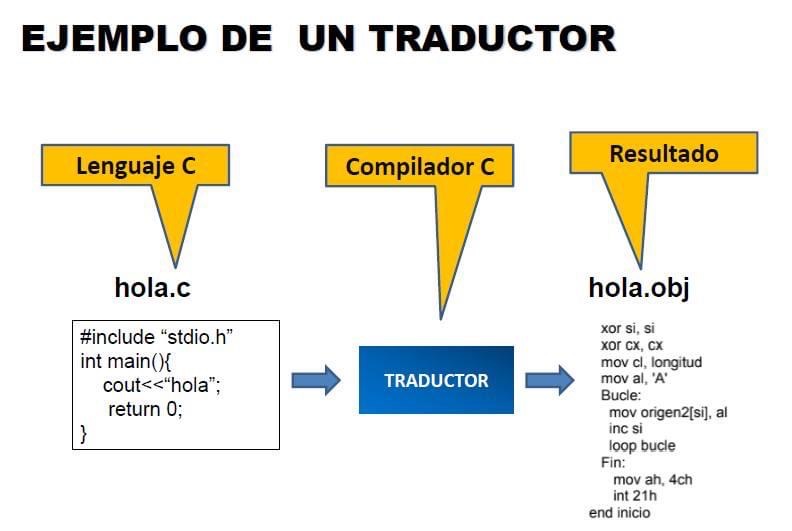 EJEMPLO DE UN TRADUCTOR
Lenguaje C
Compilador C
Resultado
hola.c
hola.obj
#include “stdio.h”
int main(){
cout<<“hola”;
return 0;
}
TRADUCTOR
xor si, si
xor cx, cx
mov cl, longitud
mov al, 'A'
Bucle:
mov origen2[si], al
inc si
loop bucle
Fin:
mov ah, 4ch
int 21h
end inicio